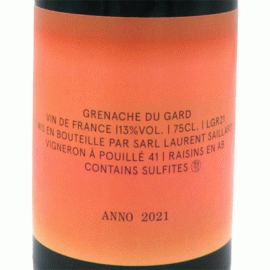 GRENACHE DU GARD
VIN DE FRANCE |13%VOL. | 75CL. | LGR21
MIS EN BOUTEILLE PAR SARL LAURENT SAILLARD
VIGNERON À POUILLÉ 41 | RAISINS EN AB
CONTAINS SULFITES
ANNO 2021